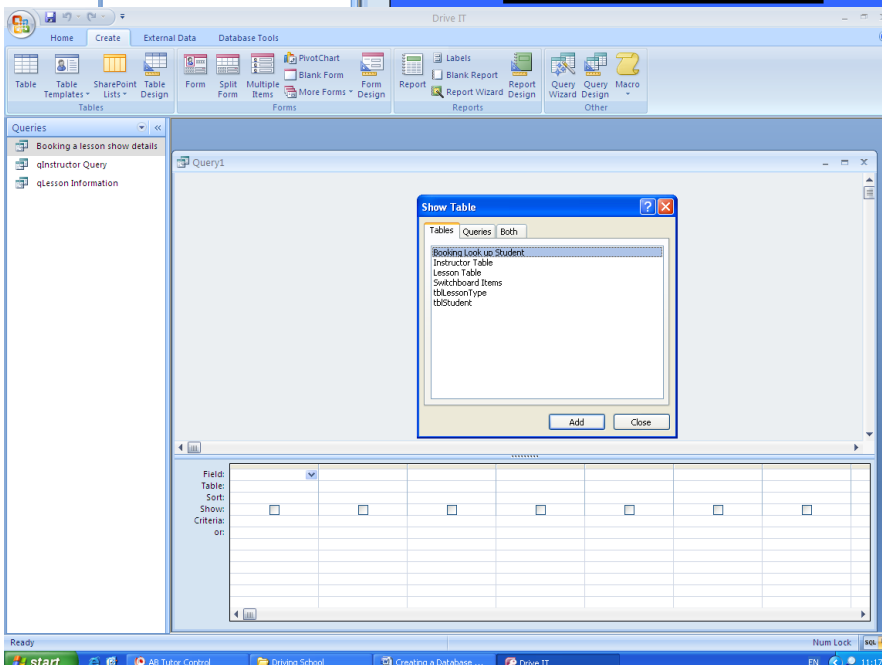 Drive IT
Home Create External Data Database Tools
Table Table Templates SharePoint Lists Table Design
Tables
Form Split Form Multiple Items PivotChart Blank Form More Forms Form Design
Forms
Report Labels Blank Report Report Wizard Report Design
Reports
Query Wizard Query Design Macro
Other
Queries
Booking a lesson show details
qInstructor Query
qLesson Information
Query1
Show Table
Tables Queries Both
Booking Look up Student
Instructor Table
Lesson Table
Switchboard Items
tblLessonType
tblStudent
Add Close
Field:
Table:
Sort:
Show:
Criteria:
or:
Ready Num Lock SQL
start AB Tutor Control Driving School Creating a Database ... Drive IT EN 11:17